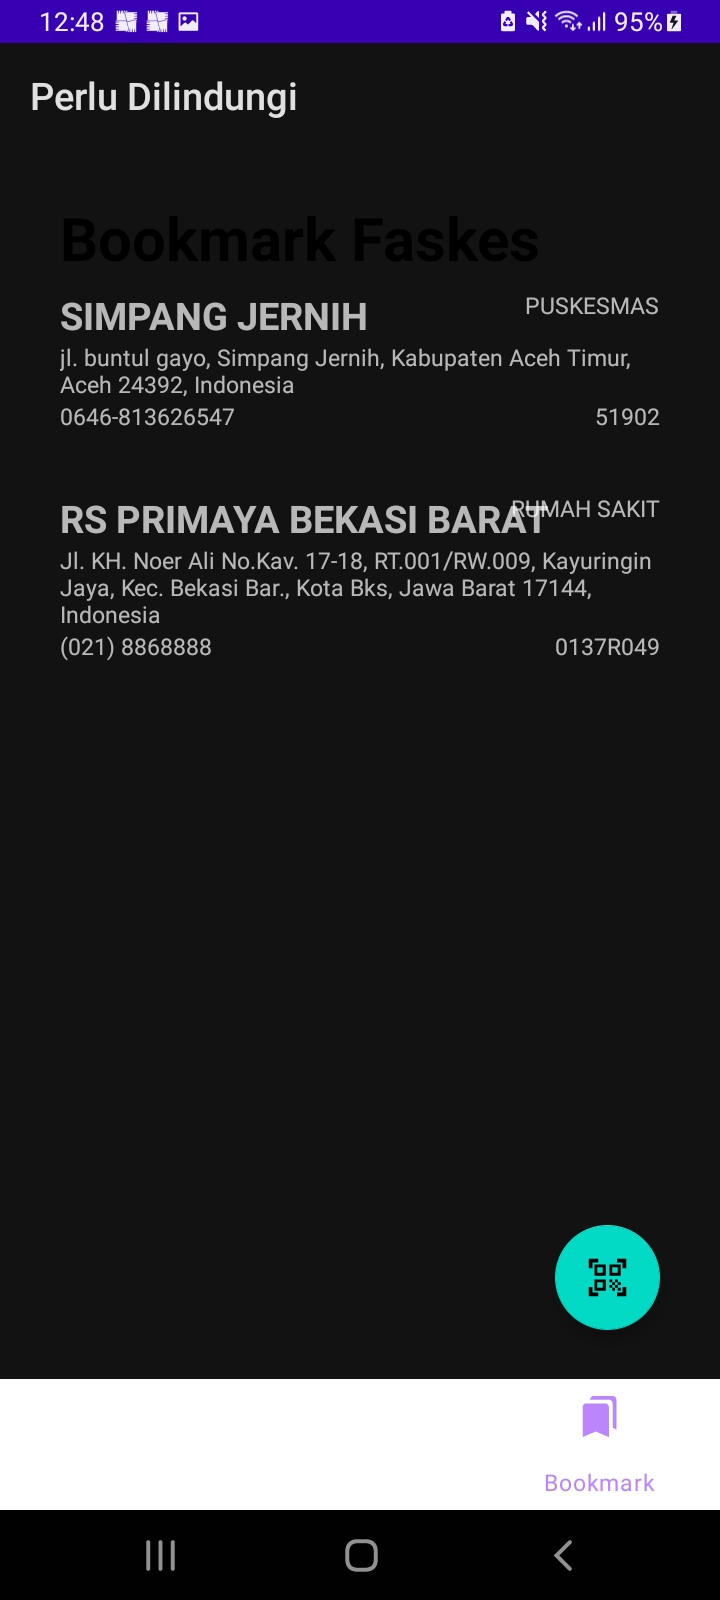 12:48
95%
Perlu Dilindungi
Bookmark Faskes
SIMPANG JERNIH
PUSKESMAS
jl. buntul gayo, Simpang Jernih, Kabupaten Aceh Timur,
Aceh 24392, Indonesia
0646-813626547
51902
RS PRIMAYA BEKASI BARAT
RUMAH SAKIT
Jl. KH. Noer Ali No.Kav. 17-18, RT.001/RW.009, Kayuringin
Jaya, Kec. Bekasi Bar., Kota Bks, Jawa Barat 17144,
Indonesia
(021) 8868888
0137R049
Bookmark